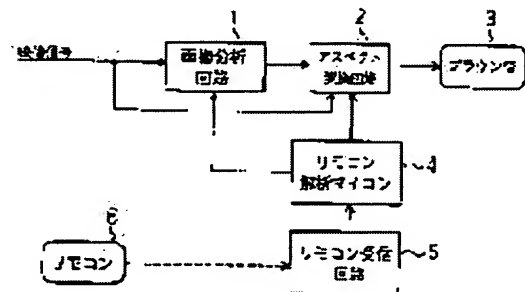 1
2
3
映像信号
画像分析
回路
アスペクト
変換回路
ブラウン管
リモコン
解析マイコン
4
6
リモコン
リモコン受信
回路
5